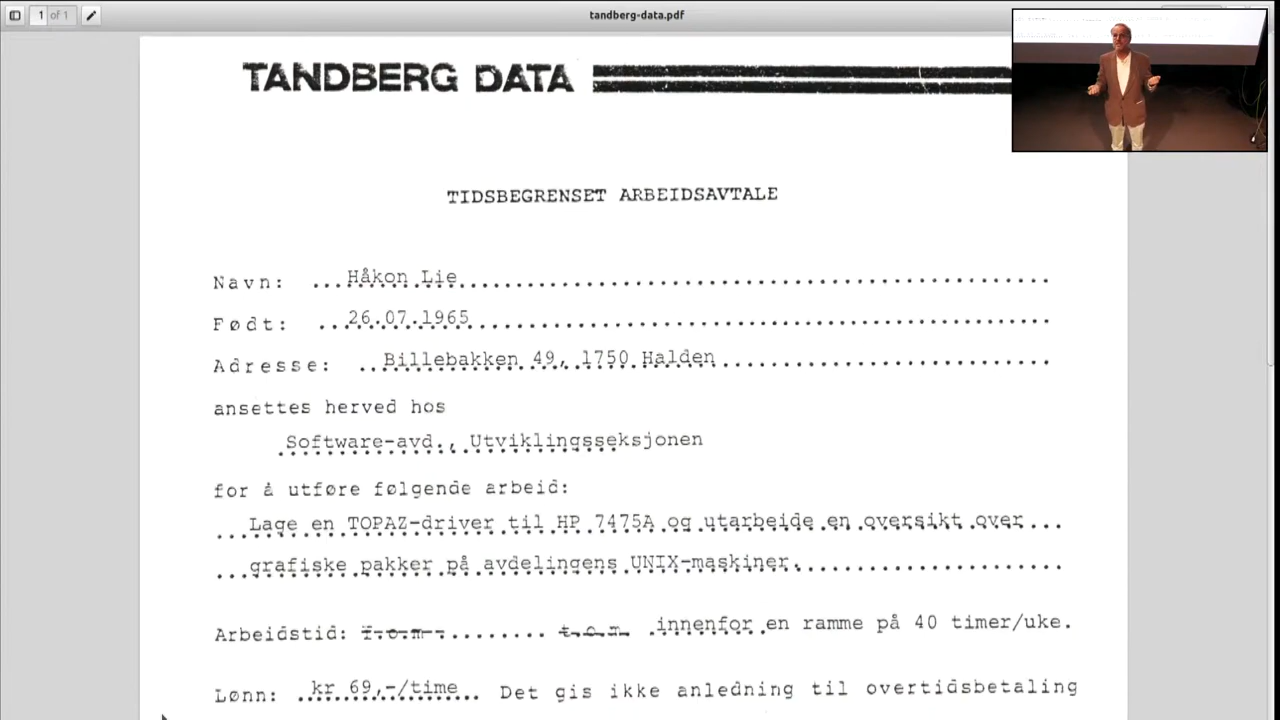 1 of 1
tandberg-data.pdf
TANDBERG DATA
TIDSBEGRENSET ARBEIDSAVTALE
Navn: ...Håkon Lie
Født: ...26.07.1965
Adresse: ..Billebakken 49, 1750 Halden
ansettes herved hos
Software-avd., Utviklingsseksjonen
for å utføre følgende arbeid:
...Lage en TOPAZ-driver til HP 7475A og utarbeide en oversikt over...
...grafiske pakker på avdelingens UNIX-maskiner.
Arbeidstid: f.o.m. ........ t.o.m. innenfor en ramme på 40 timer/uke.
Lønn: kr 69,-/time.. Det gis ikke anledning til overtidsbetaling